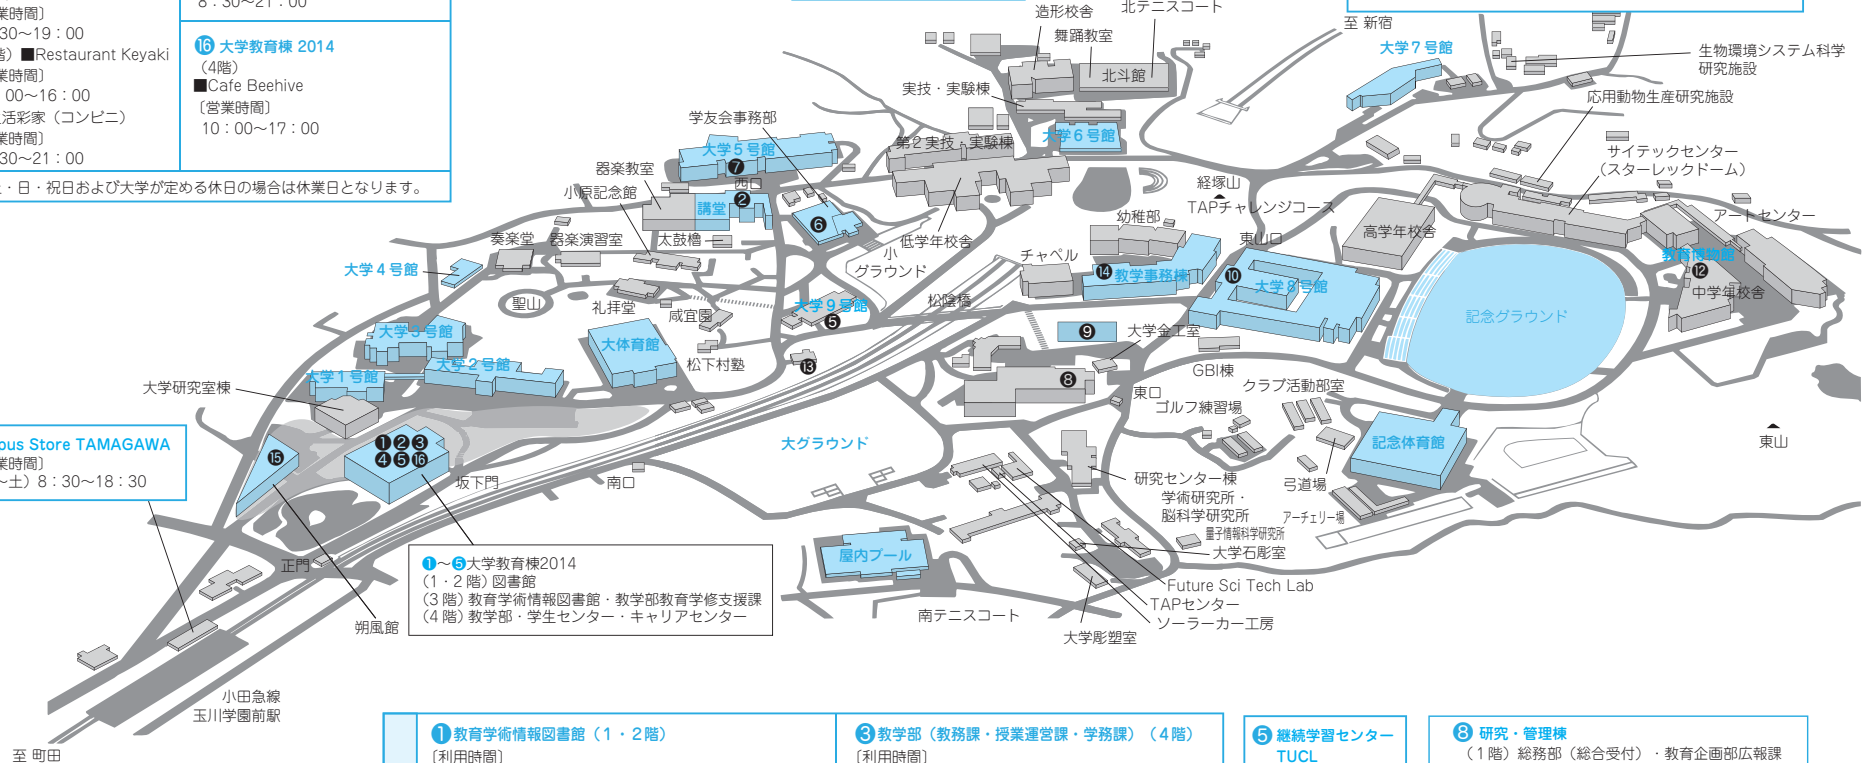 業時間〕
30～19：00
階）■Restaurant Keyaki
業時間〕
：00～16：00
活彩家（コンビニ）
業時間〕
30～21：00
8：30～21：00
⑯ 大学教育棟 2014
（4階）
■Cafe Beehive
〔営業時間〕
10：00～17：00
・日・祝日および大学が定める休日の場合は休業日となります。
造形校舎
北テニスコート
舞踊教室
北斗館
実技・実験棟
大学6号館
第2実技・実験棟
至 新宿
大学7号館
生物環境システム科学
研究施設
応用動物生産研究施設
サイテックセンター
（スターレックドーム）
アートセンター
学友会事務部
大学5号館
⑦
器楽教室
西口
小原記念館
講堂
②
⑥
奏楽堂
器楽演習室
太鼓櫓
低学年校舎
小
グラウンド
経塚山
TAPチャレンジコース
幼稚部
東山口
高学年校舎
チャペル
⑭
教学事務棟
⑩
大学8号館
教育博物館
⑫
中学年校舎
記念グラウンド
大学4号館
聖山
礼拝堂
咸宜園
大学9号館
⑤
松陰橋
⑨
大学金工室
大学3号館
大体育館
松下村塾
⑬
大学2号館
大学1号館
大学研究室棟
⑧
GBI棟
東口
クラブ活動部室
ゴルフ練習場
記念体育館
東山
大グラウンド
ous Store TAMAGAWA
業時間〕
～土）8：30～18：30
⑮
① ② ③
④ ⑤ ⑯
坂下門
南口
研究センター棟
学術研究所・
脳科学研究所
量子情報科学研究所
弓道場
アーチェリー場
大学石彫室
屋内プール
Future Sci Tech Lab
TAPセンター
ソーラーカー工房
南テニスコート
大学彫塑室
正門
朔風館
①～⑤大学教育棟2014
（1・2階）図書館
（3階）教育学術情報図書館・教学部教育学修支援課
（4階）教学部・学生センター・キャリアセンター
小田急線
玉川学園前駅
至 町田
① 教育学術情報図書館（1・2階）
〔利用時間〕
③ 教学部（教務課・授業運営課・学務課）（4階）
〔利用時間〕
⑤ 継続学習センター
TUCL
⑧ 研究・管理棟
（1階）総務部（総合受付）・教育企画部広報課